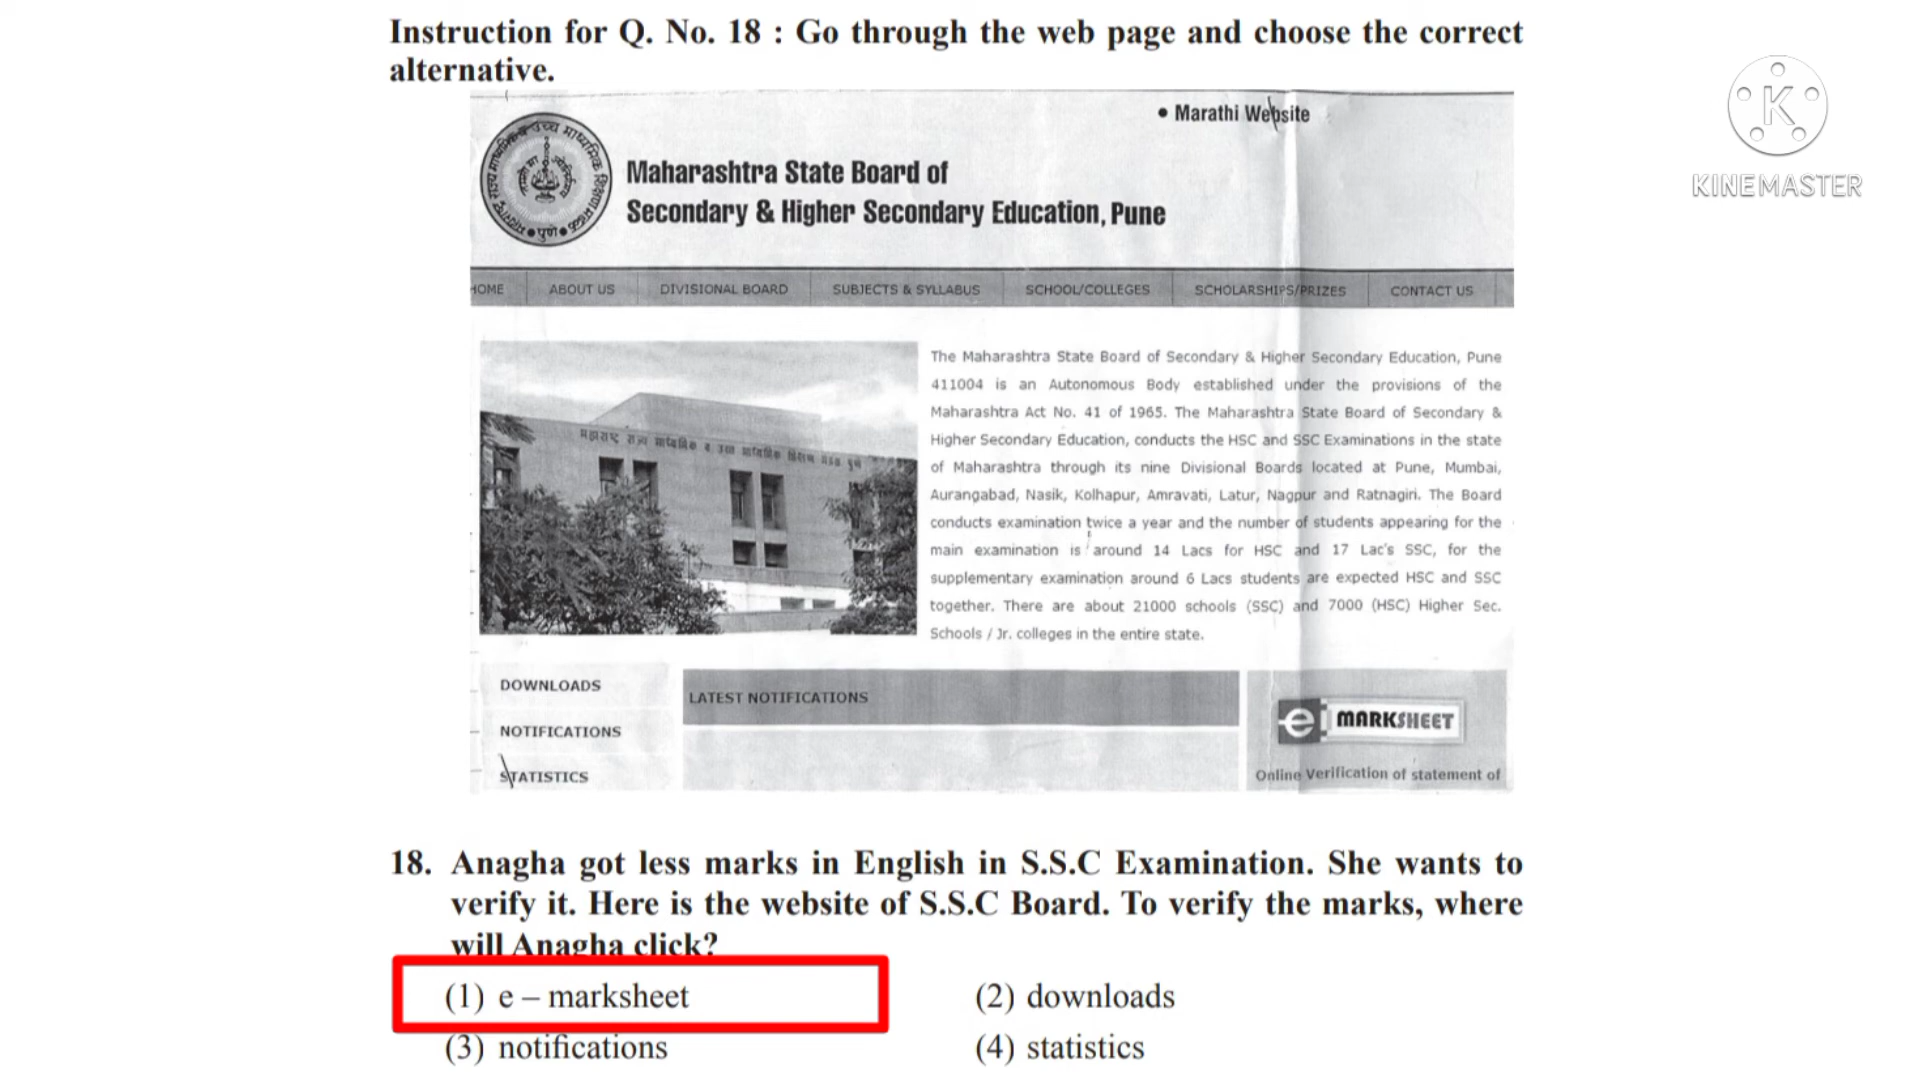 Instruction for Q. No. 18 : Go through the web page and choose the correct
alternative.
KINEMASTER
• Marathi Website
Maharashtra State Board of
Secondary & Higher Secondary Education, Pune
HOME ABOUT US DIVISIONAL BOARD SUBJECTS & SYLLABUS SCHOOL/COLLEGES SCHOLARSHIPS/PRIZES CONTACT US
The Maharashtra State Board of Secondary & Higher Secondary Education, Pune
411004 is an Autonomous Body established under the provisions of the
Maharashtra Act No. 41 of 1965. The Maharashtra State Board of Secondary &
Higher Secondary Education, conducts the HSC and SSC Examinations in the state
of Maharashtra through its nine Divisional Boards located at Pune, Mumbai,
Aurangabad, Nasik, Kolhapur, Amravati, Latur, Nagpur and Ratnagiri. The Board
conducts examination twice a year and the number of students appearing for the
main examination is around 14 Lacs for HSC and 17 Lac's SSC, for the
supplementary examination around 6 Lacs students are expected HSC and SSC
together. There are about 21000 schools (SSC) and 7000 (HSC) Higher Sec.
Schools / Jr. colleges in the entire state.
DOWNLOADS
NOTIFICATIONS
STATISTICS
LATEST NOTIFICATIONS
e MARKSHEET
Online Verification of statement of
18. Anagha got less marks in English in S.S.C Examination. She wants to
verify it. Here is the website of S.S.C Board. To verify the marks, where
will Anagha click?
(1) e – marksheet (2) downloads
(3) notifications (4) statistics